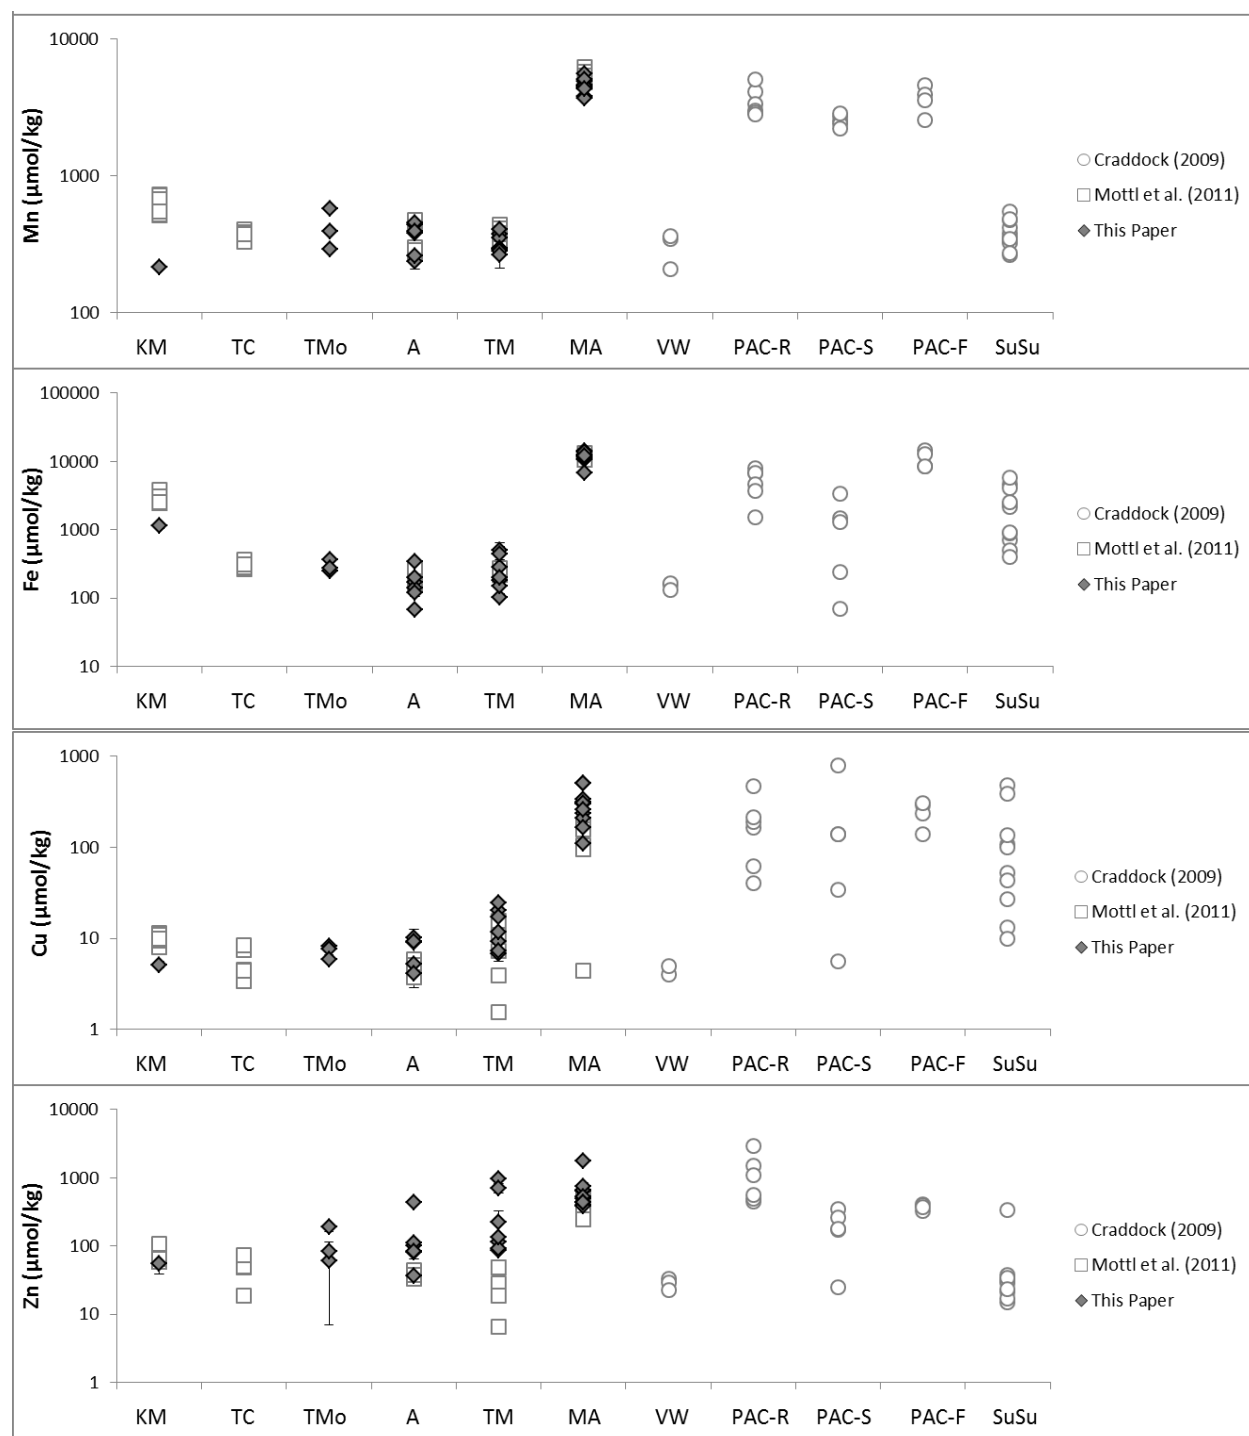 Mn (µmol/kg)
10000
1000
100
KM TC TMo A TM MA VW PAC-R PAC-S PAC-F SuSu
Craddock (2009)
Mottl et al. (2011)
This Paper
Fe (µmol/kg)
100000
10000
1000
100
10
KM TC TMo A TM MA VW PAC-R PAC-S PAC-F SuSu
Craddock (2009)
Mottl et al. (2011)
This Paper
Cu (µmol/kg)
1000
100
10
1
KM TC TMo A TM MA VW PAC-R PAC-S PAC-F SuSu
Craddock (2009)
Mottl et al. (2011)
This Paper
Zn (µmol/kg)
10000
1000
100
10
1
KM TC TMo A TM MA VW PAC-R PAC-S PAC-F SuSu
Craddock (2009)
Mottl et al. (2011)
This Paper